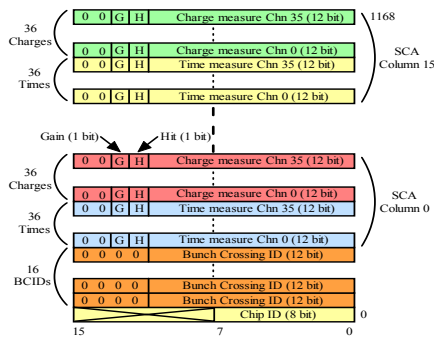 36
Charges
0 0 G H Charge measure Chn 35 (12 bit) 1168
0 0 G H Charge measure Chn 0 (12 bit)
36
Times
0 0 G H Time measure Chn 35 (12 bit)
0 0 G H Time measure Chn 0 (12 bit)
SCA
Column 15
Gain (1 bit) Hit (1 bit)
36
Charges
0 0 G H Charge measure Chn 35 (12 bit)
0 0 G H Charge measure Chn 0 (12 bit)
36
Times
0 0 G H Time measure Chn 35 (12 bit)
0 0 G H Time measure Chn 0 (12 bit)
SCA
Column 0
16
BCIDs
0 0 0 0 Bunch Crossing ID (12 bit)
0 0 0 0 Bunch Crossing ID (12 bit)
0 0 0 0 Bunch Crossing ID (12 bit)
Chip ID (8 bit) 0
15 7 0